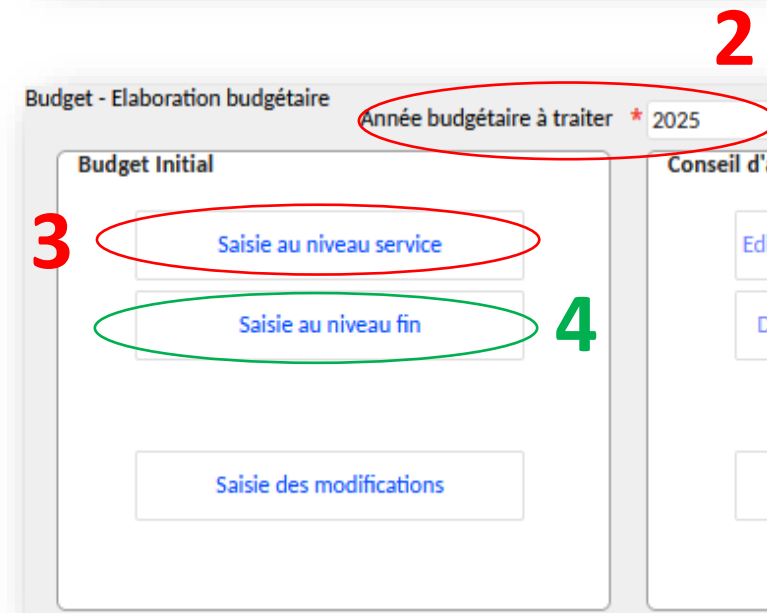 2
Budget - Elaboration budgétaire
Année budgétaire à traiter * 2025
Budget Initial
Conseil d'
3
Saisie au niveau service
Saisie au niveau fin
4
Saisie des modifications